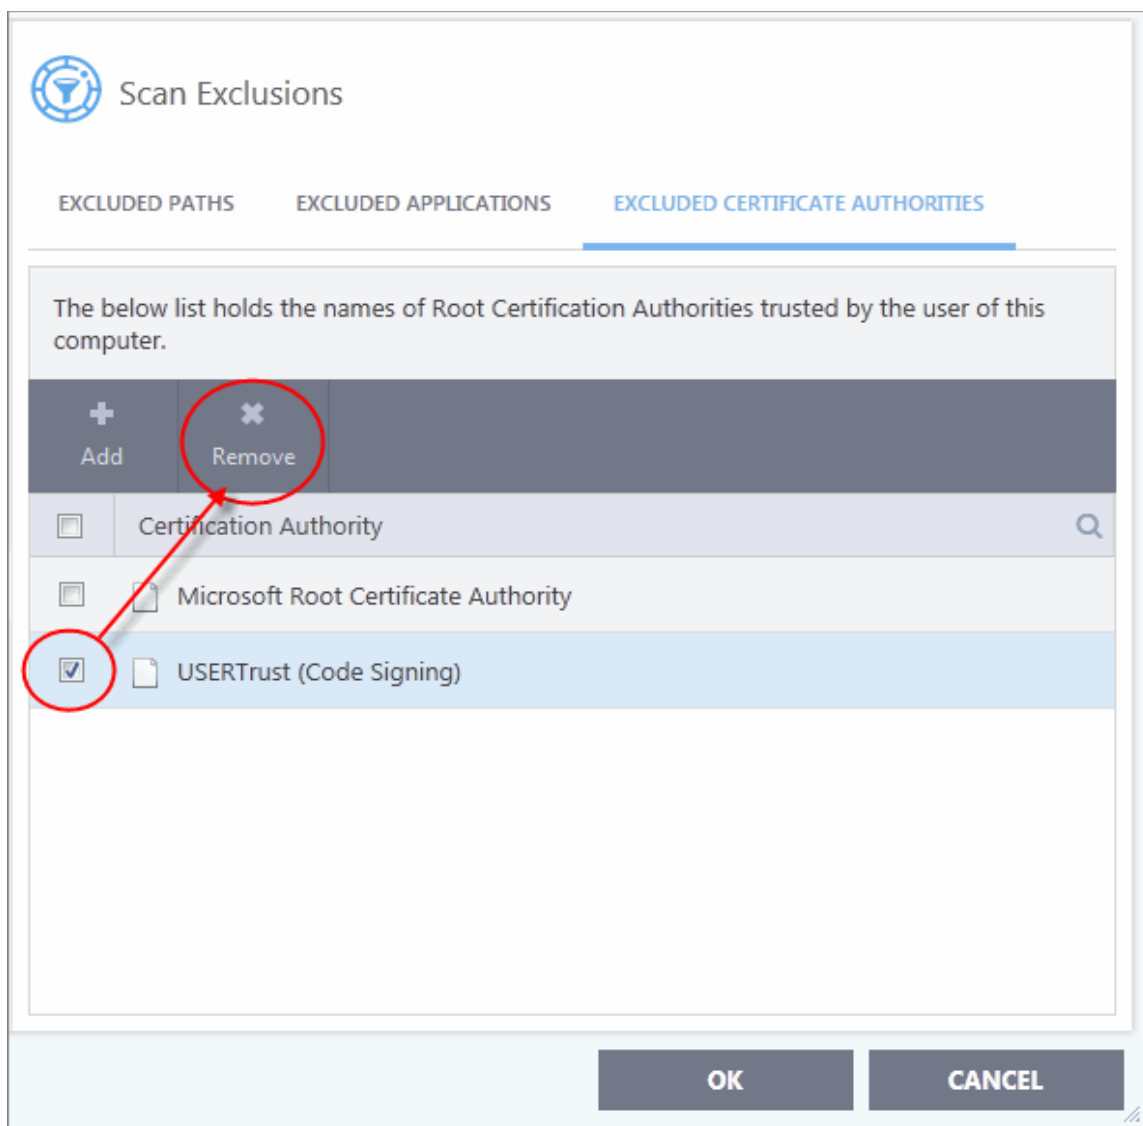 Scan Exclusions
EXCLUDED PATHS EXCLUDED APPLICATIONS EXCLUDED CERTIFICATE AUTHORITIES
The below list holds the names of Root Certification Authorities trusted by the user of this
computer.
Add Remove
Certification Authority
Microsoft Root Certificate Authority
USERTrust (Code Signing)
OK CANCEL